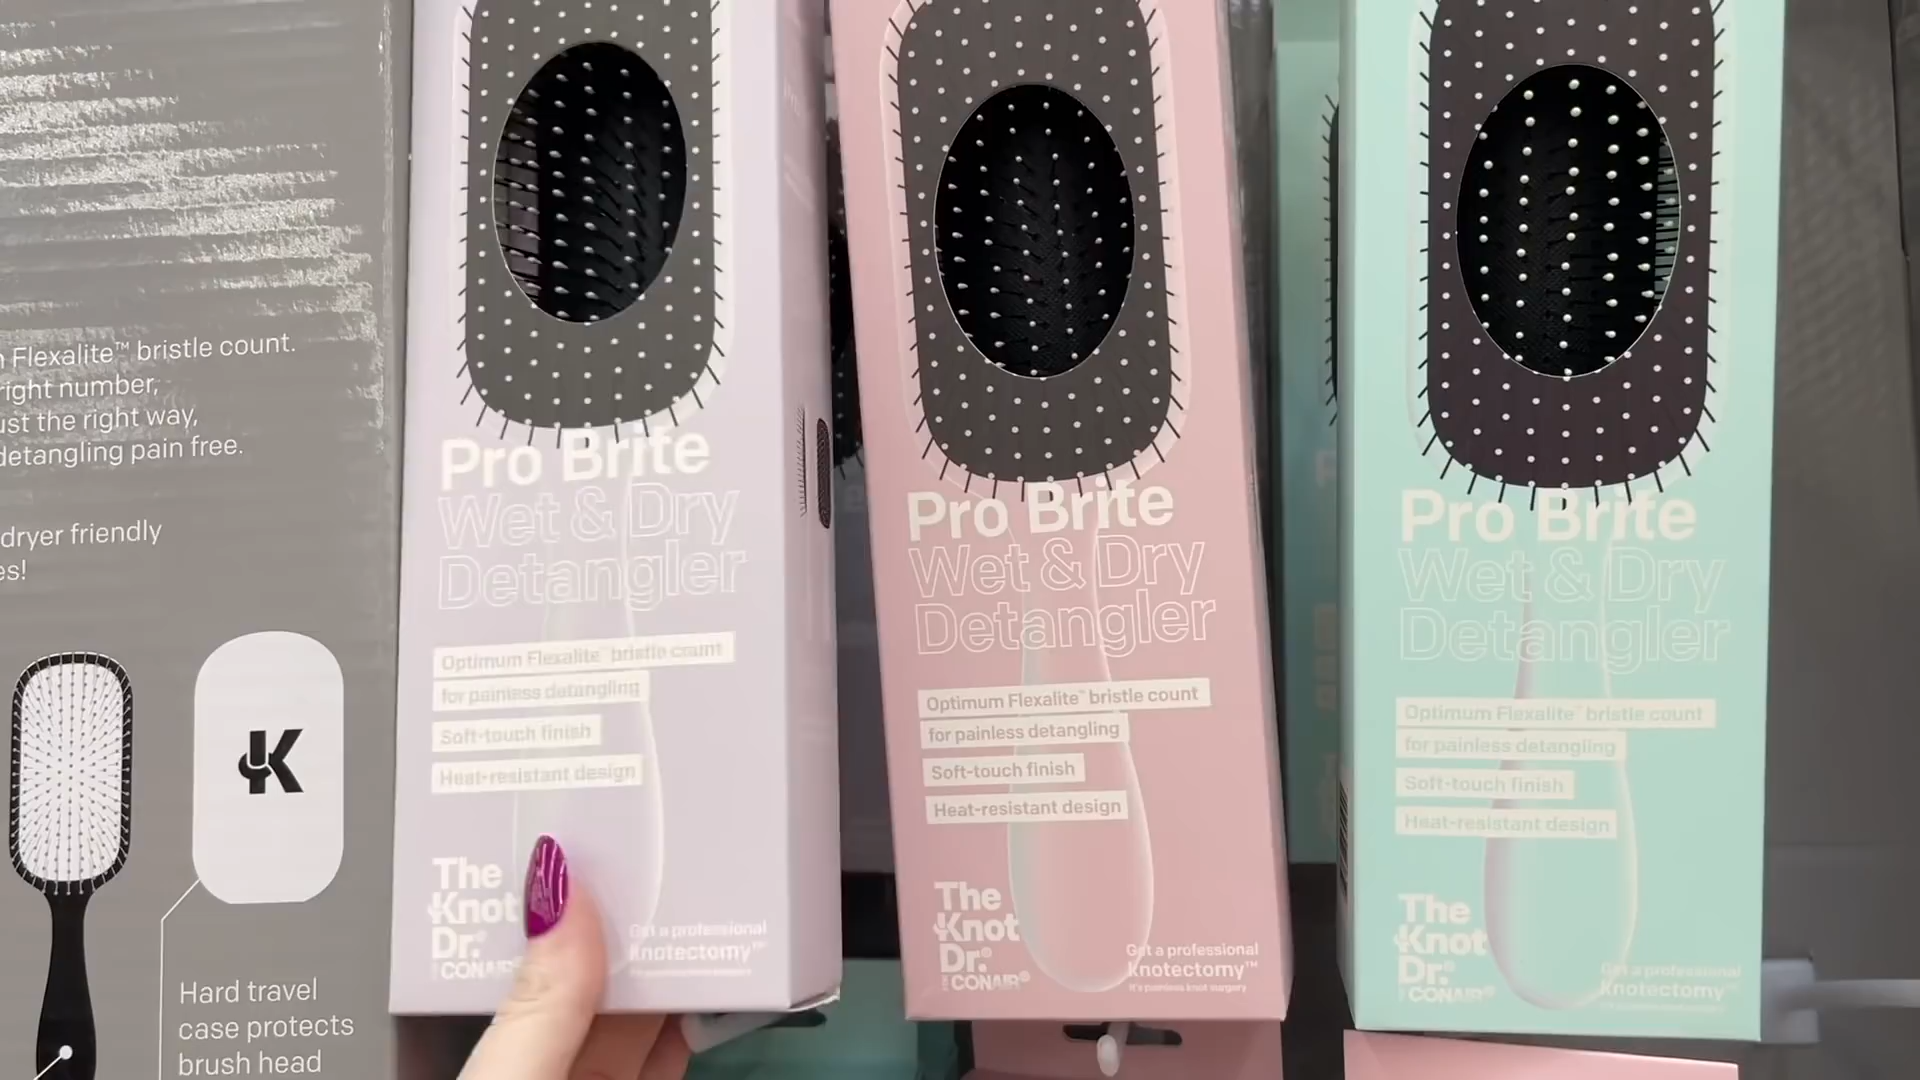 Flexalite™ bristle count.
right number,
ust the right way,
detangling pain free.
dryer friendly
es!
K
Hard travel
case protects
brush head
Pro Brite
Wet & Dry
Detangler
Optimum Flexalite™ bristle count
for painless detangling
Soft-touch finish
Heat-resistant design
The
Knot
Dr.®
CONAIR
Get a professional
Knotectomy™
Pro Brite
Wet & Dry
Detangler
Optimum Flexalite™ bristle count
for painless detangling
Soft-touch finish
Heat-resistant design
The
Knot
Dr.®
FOR CONAIR®
Get a professional
Knotectomy™
It's painless knot surgery
Pro Brite
Wet & Dry
Detangler
Optimum Flexalite™ bristle count
for painless detangling
Soft-touch finish
Heat-resistant design
The
Knot
Dr.®
CONAIR®
Get a professional
Knotectomy™